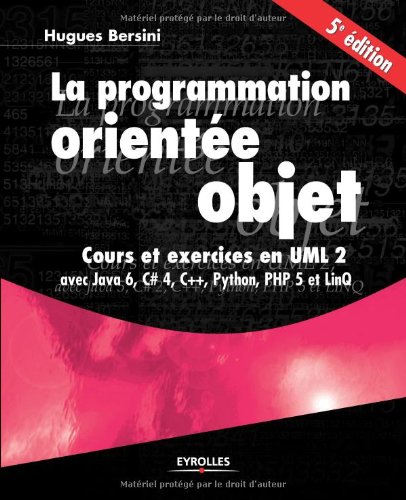 Matériel protégé par le droit d'auteur
Hugues Bersini
5e édition
La programmation
orientée
objet
Cours et exercices en UML 2
avec Java 6, C# 4, C++, Python, PHP 5 et LinQ
EYROLLES
Matériel protégé par le droit d'auteur